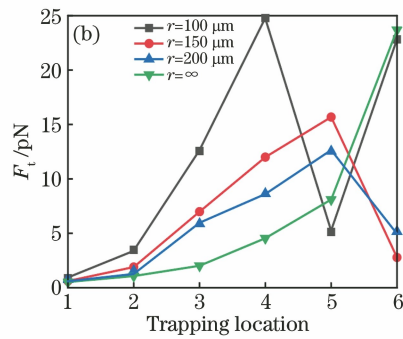 (b)
r=100 μm
r=150 μm
r=200 μm
r=∞
F_t/pN
25
20
15
10
5
0
1 2 3 4 5 6
Trapping location